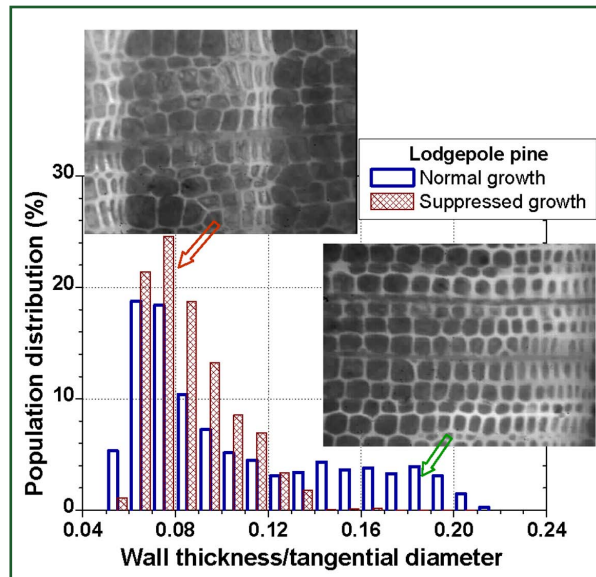 Lodgepole pine
Normal growth
Suppressed growth
Population distribution (%)
30
20
10
0
0.04 0.08 0.12 0.16 0.20 0.24
Wall thickness/tangential diameter